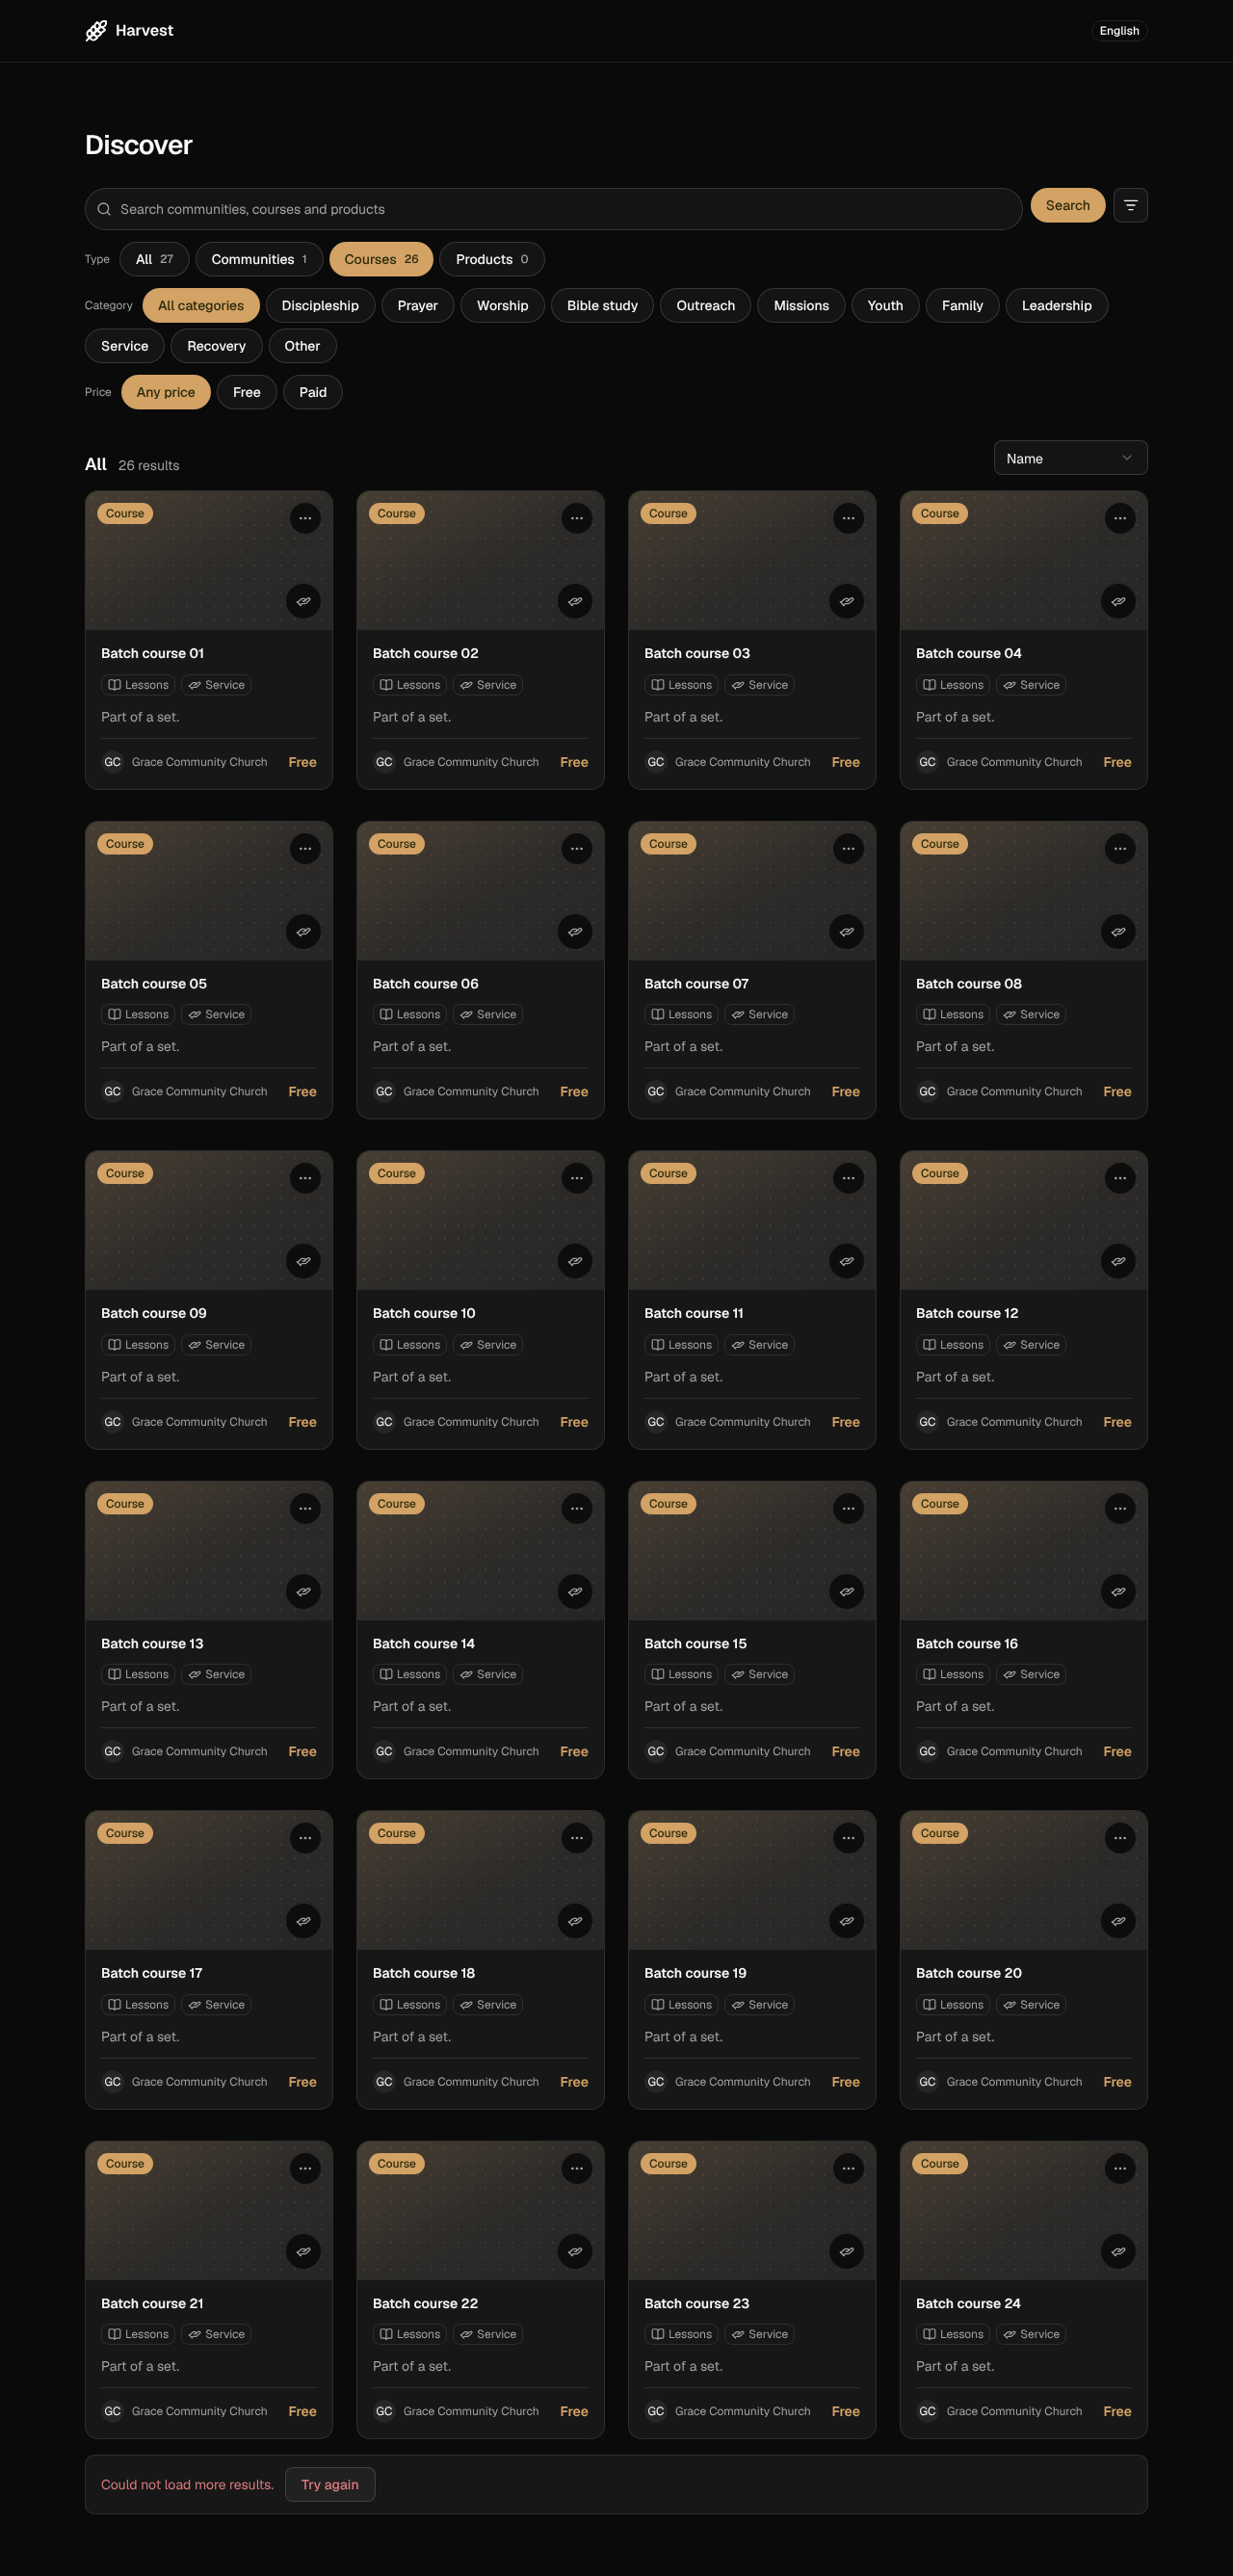 Harvest
English
Discover
Search communities, courses and products
Search
Type All 27 Communities 1 Courses 26 Products 0
Category All categories Discipleship Prayer Worship Bible study Outreach Missions Youth Family Leadership
Service Recovery Other
Price Any price Free Paid
All 26 results
Name
Course Course Course Course
Batch course 01 Batch course 02 Batch course 03 Batch course 04
Lessons Service Lessons Service Lessons Service Lessons Service
Part of a set. Part of a set. Part of a set. Part of a set.
GC Grace Community Church Free GC Grace Community Church Free GC Grace Community Church Free GC Grace Community Church Free
Course Course Course Course
Batch course 05 Batch course 06 Batch course 07 Batch course 08
Lessons Service Lessons Service Lessons Service Lessons Service
Part of a set. Part of a set. Part of a set. Part of a set.
GC Grace Community Church Free GC Grace Community Church Free GC Grace Community Church Free GC Grace Community Church Free
Course Course Course Course
Batch course 09 Batch course 10 Batch course 11 Batch course 12
Lessons Service Lessons Service Lessons Service Lessons Service
Part of a set. Part of a set. Part of a set. Part of a set.
GC Grace Community Church Free GC Grace Community Church Free GC Grace Community Church Free GC Grace Community Church Free
Course Course Course Course
Batch course 13 Batch course 14 Batch course 15 Batch course 16
Lessons Service Lessons Service Lessons Service Lessons Service
Part of a set. Part of a set. Part of a set. Part of a set.
GC Grace Community Church Free GC Grace Community Church Free GC Grace Community Church Free GC Grace Community Church Free
Course Course Course Course
Batch course 17 Batch course 18 Batch course 19 Batch course 20
Lessons Service Lessons Service Lessons Service Lessons Service
Part of a set. Part of a set. Part of a set. Part of a set.
GC Grace Community Church Free GC Grace Community Church Free GC Grace Community Church Free GC Grace Community Church Free
Course Course Course Course
Batch course 21 Batch course 22 Batch course 23 Batch course 24
Lessons Service Lessons Service Lessons Service Lessons Service
Part of a set. Part of a set. Part of a set. Part of a set.
GC Grace Community Church Free GC Grace Community Church Free GC Grace Community Church Free GC Grace Community Church Free
Could not load more results. Try again